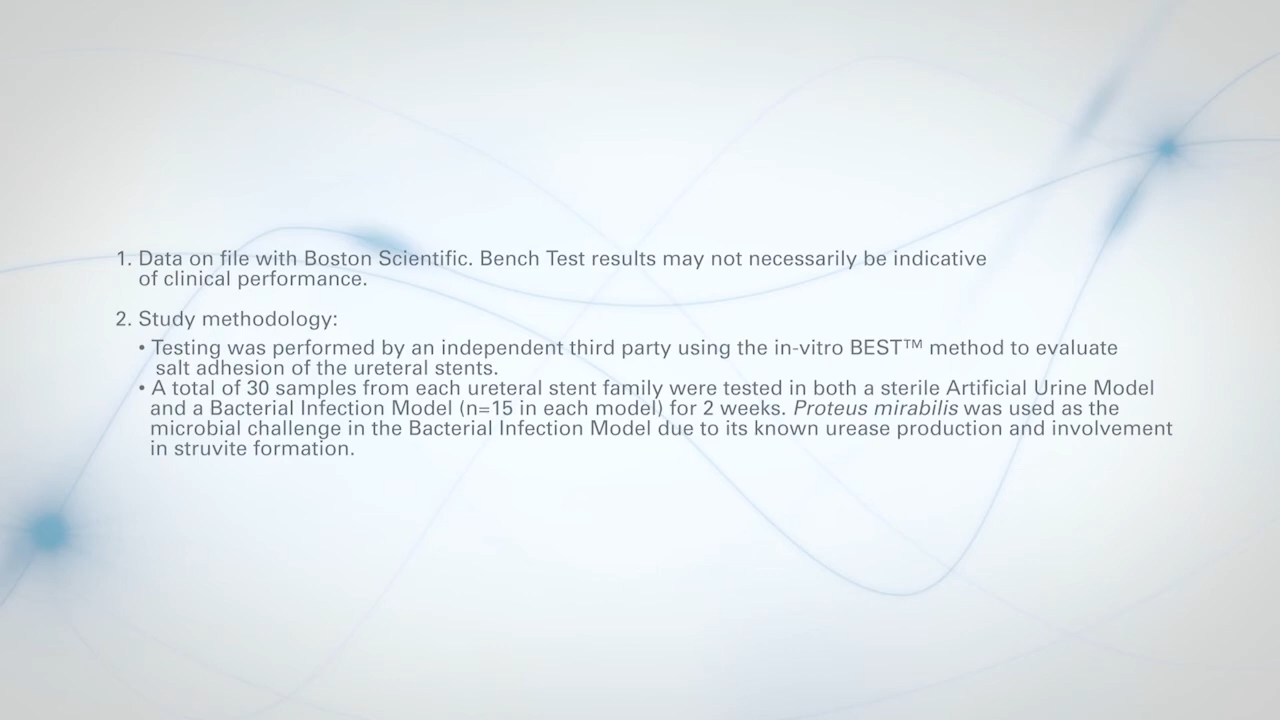 1. Data on file with Boston Scientific. Bench Test results may not necessarily be indicative
of clinical performance.
2. Study methodology:
• Testing was performed by an independent third party using the in-vitro BEST™ method to evaluate
salt adhesion of the ureteral stents.
• A total of 30 samples from each ureteral stent family were tested in both a sterile Artificial Urine Model
and a Bacterial Infection Model (n=15 in each model) for 2 weeks. Proteus mirabilis was used as the
microbial challenge in the Bacterial Infection Model due to its known urease production and involvement
in struvite formation.